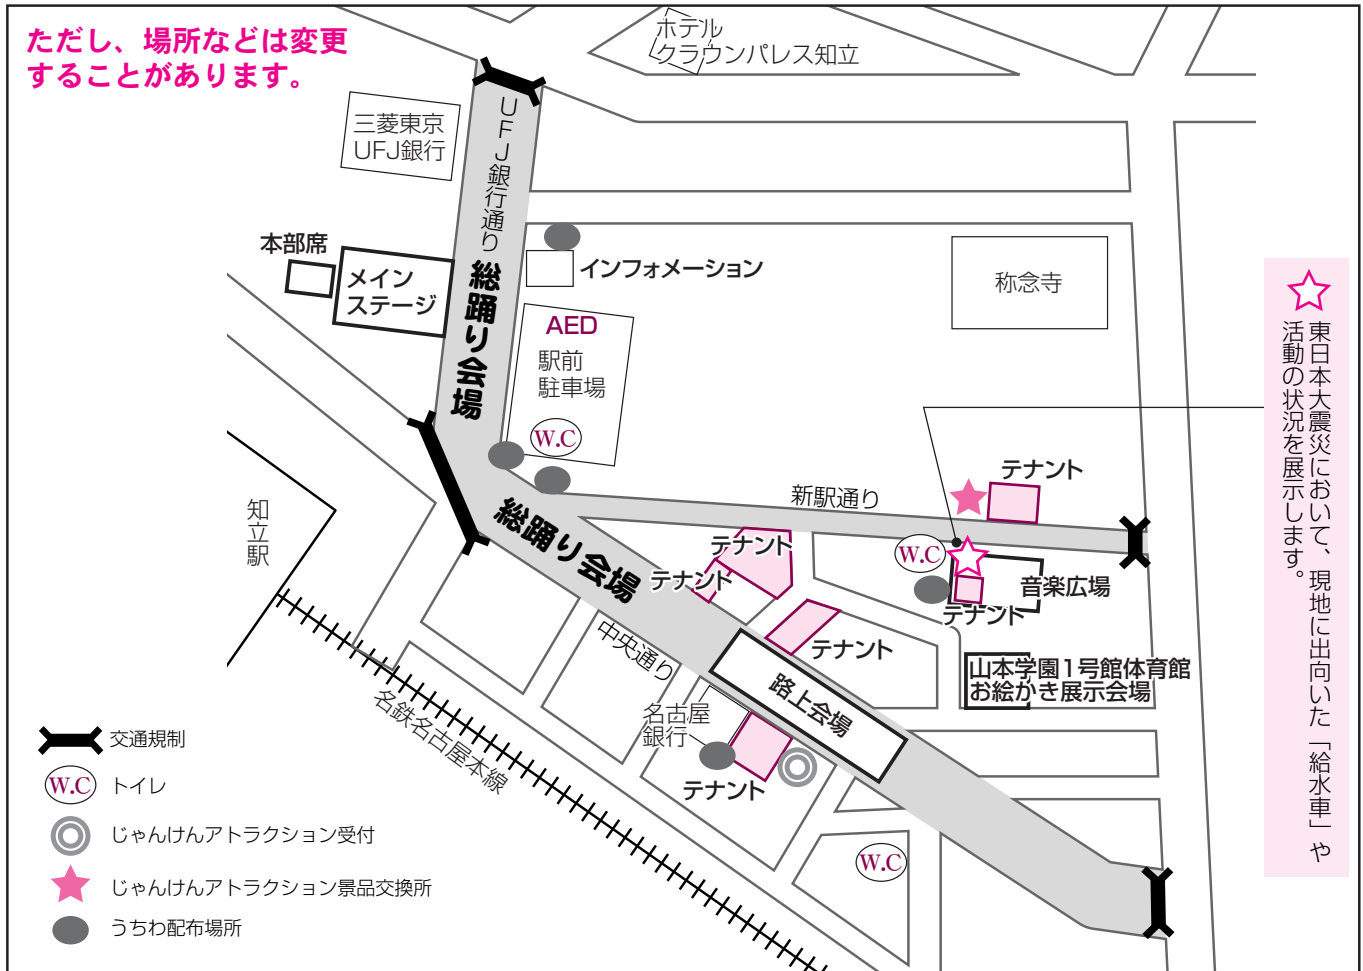 ただし、場所などは変更
することがあります。
ホテル
クラウンパレス知立
三菱東京
UFJ銀行
UFJ銀行通り
本部席
メイン
ステージ
総踊り会場
インフォメーション
AED
駅前
駐車場
W.C
称念寺
☆
東日本大震災において、現地に出向いた「給水車」や
活動の状況を展示します。
知立駅
総踊り会場
新駅通り
テナント
テナント
テナント
W.C
音楽広場
テナント
中央通り
テナント
山本学園1号館体育館
お絵かき展示会場
路上会場
名古屋
銀行
テナント
名鉄名古屋本線
W.C
交通規制
W.C トイレ
じゃんけんアトラクション受付
じゃんけんアトラクション景品交換所
うちわ配布場所